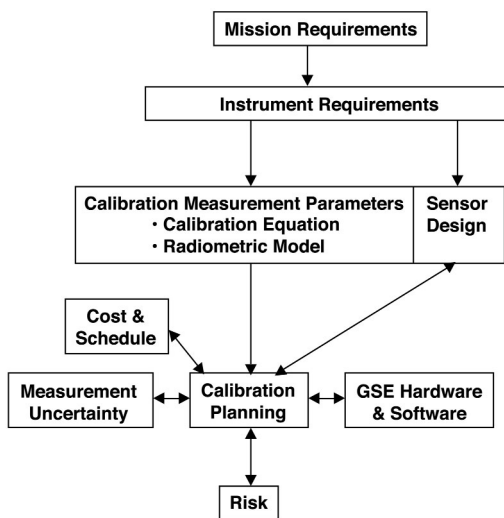 Mission Requirements
Instrument Requirements
Calibration Measurement Parameters
· Calibration Equation
· Radiometric Model
Sensor
Design
Cost &
Schedule
Measurement
Uncertainty
Calibration
Planning
GSE Hardware
& Software
Risk